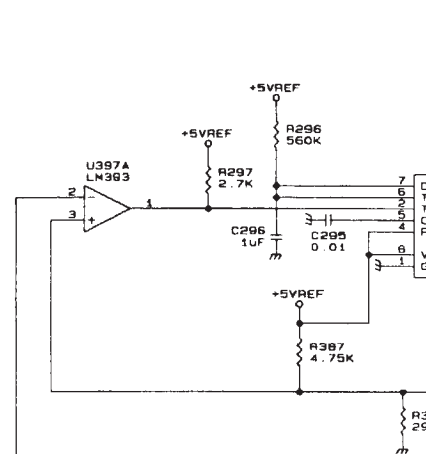 +5VREF
R296
560K
+5VREF
U397A
LM393
R297
2.7K
2
-
1
3
+
7
6
2
5
4
8
1
C296
1uF
C295
0.01
+5VREF
R387
4.75K